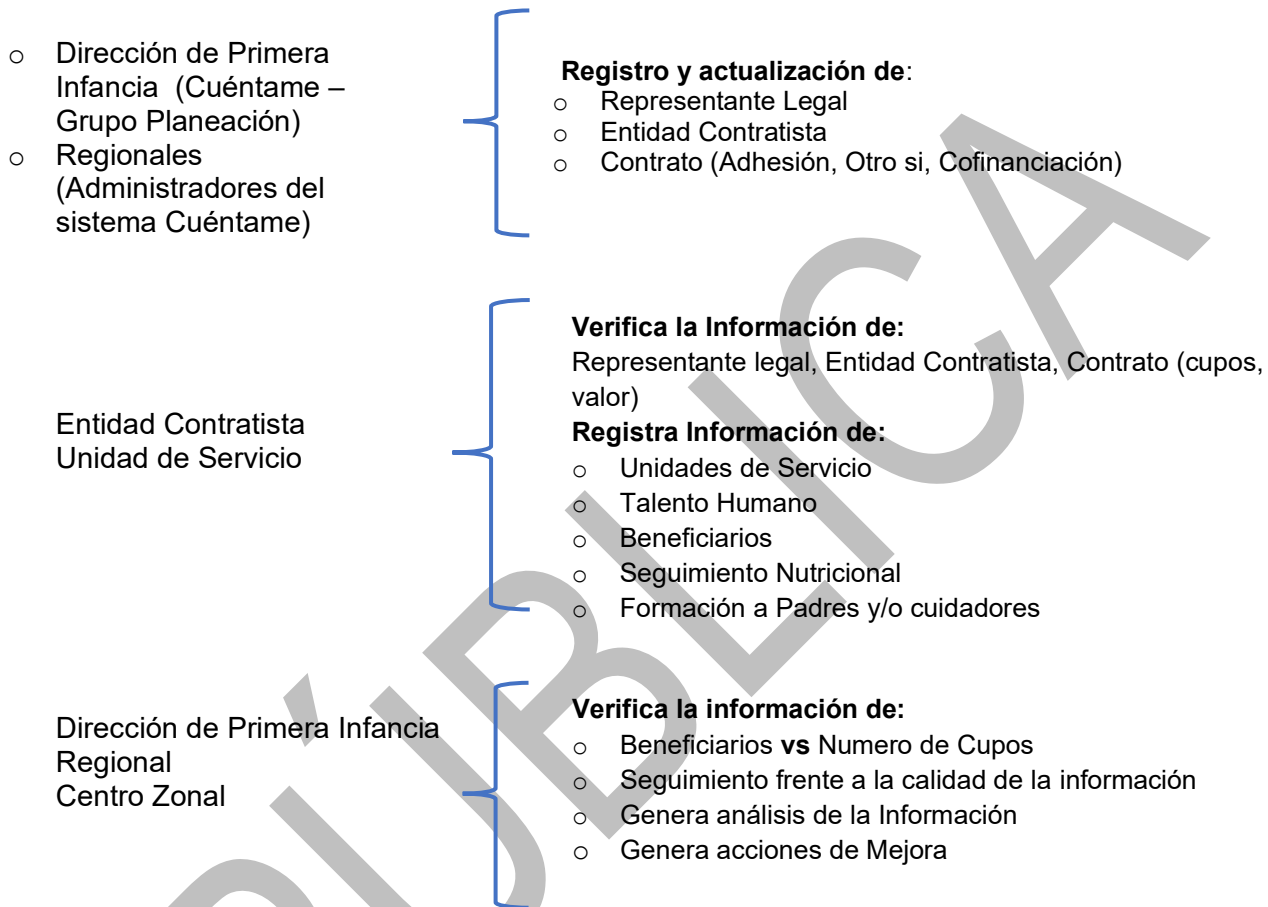 o Dirección de Primera
Infancia (Cuéntame –
Grupo Planeación)
o Regionales
(Administradores del
sistema Cuéntame)
Registro y actualización de:
o Representante Legal
o Entidad Contratista
o Contrato (Adhesión, Otro si, Cofinanciación)
Entidad Contratista
Unidad de Servicio
Verifica la Información de:
Representante legal, Entidad Contratista, Contrato (cupos,
valor)
Registra Información de:
o Unidades de Servicio
o Talento Humano
o Beneficiarios
o Seguimiento Nutricional
o Formación a Padres y/o cuidadores
Dirección de Primera Infancia
Regional
Centro Zonal
Verifica la información de:
o Beneficiarios vs Numero de Cupos
o Seguimiento frente a la calidad de la información
o Genera análisis de la Información
o Genera acciones de Mejora
PÚBLICA